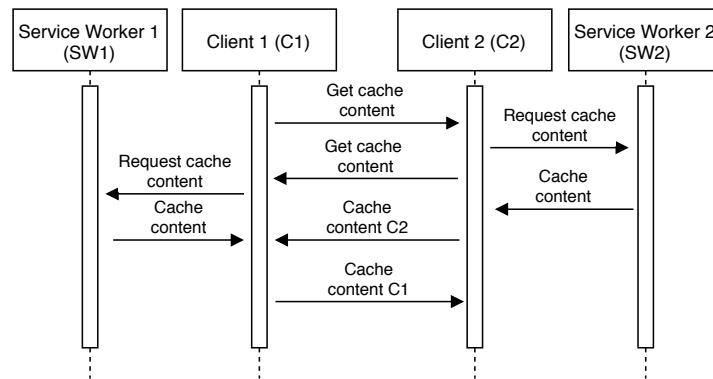 Service Worker 1
(SW1)
Client 1 (C1)
Client 2 (C2)
Service Worker 2
(SW2)
Get cache
content
Request cache
content
Get cache
content
Request cache
content
Cache
content
Cache
content
Cache
content C2
Cache
content C1